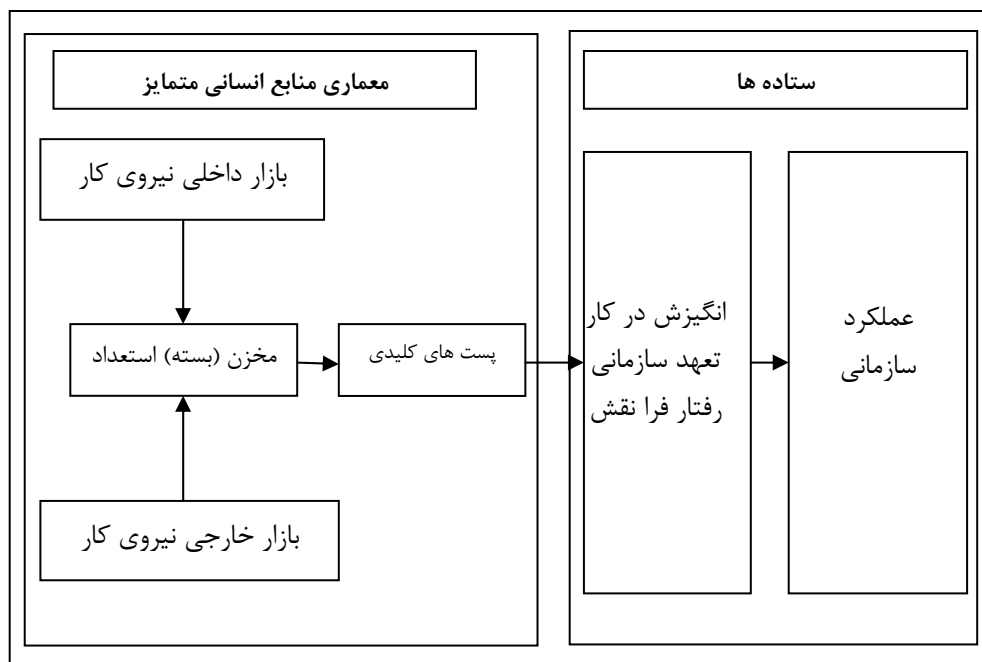 معماری منابع انسانی متمایز
ستاده ها
بازار داخلی نیروی کار
مخزن (بسته) استعداد
پست های کلیدی
بازار خارجی نیروی کار
انگیزش در کار
تعهد سازمانی
رفتار فرا نقش
عملکرد
سازمانی